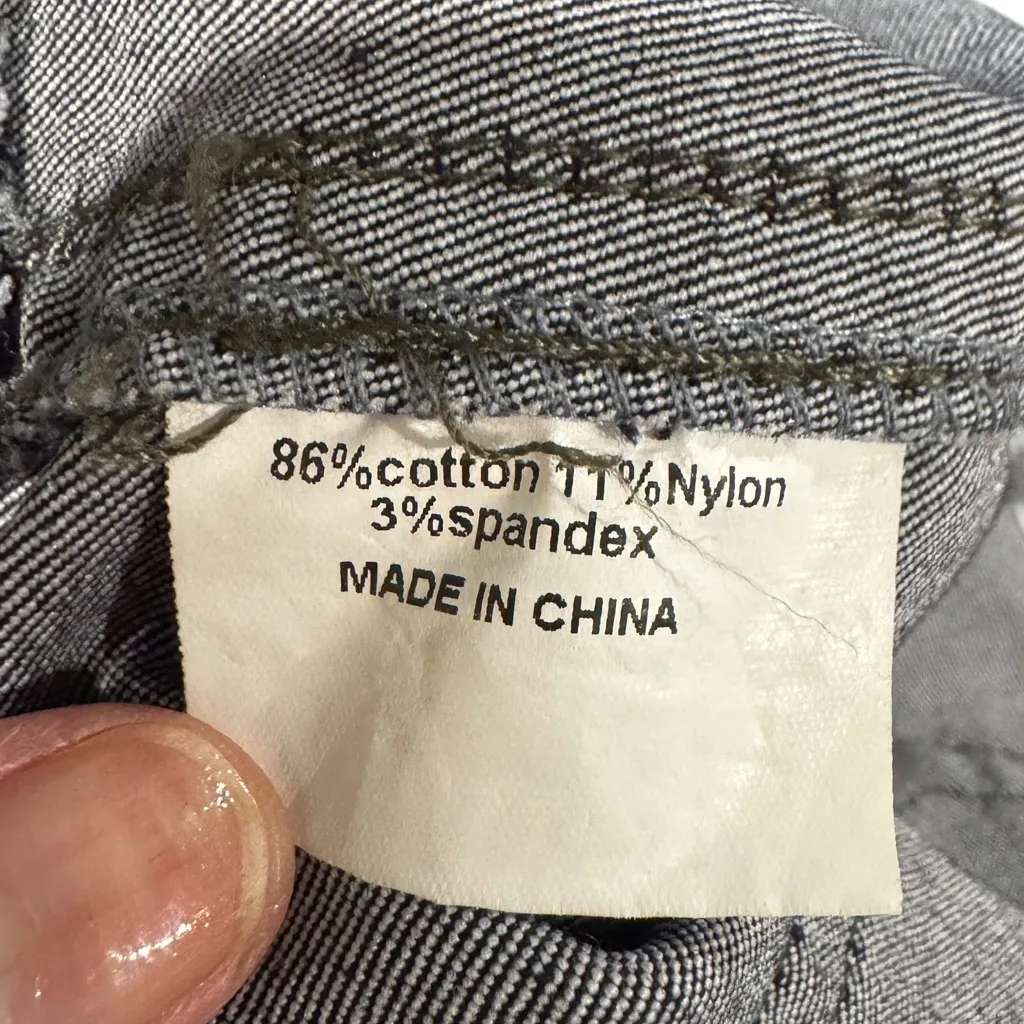 86%cotton 11%Nylon
3%spandex
MADE IN CHINA